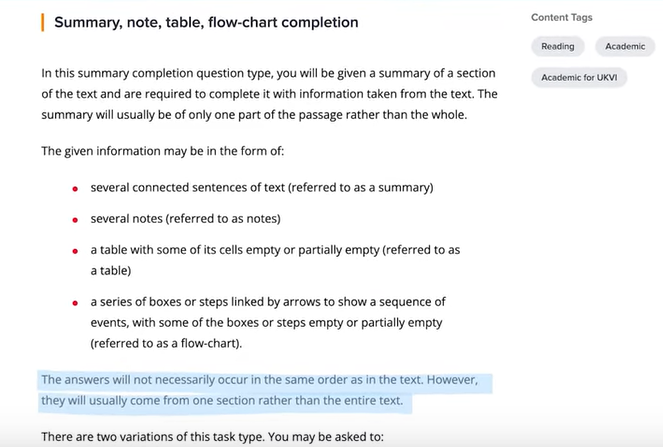 Summary, note, table, flow-chart completion
In this summary completion question type, you will be given a summary of a section
of the text and are required to complete it with information taken from the text. The
summary will usually be of only one part of the passage rather than the whole.
The given information may be in the form of:
several connected sentences of text (referred to as a summary)
several notes (referred to as notes)
a table with some of its cells empty or partially empty (referred to as
a table)
a series of boxes or steps linked by arrows to show a sequence of
events, with some of the boxes or steps empty or partially empty
(referred to as a flow-chart).
The answers will not necessarily occur in the same order as in the text. However,
they will usually come from one section rather than the entire text.
There are two variations of this task type. You may be asked to:
Content Tags
Reading
Academic
Academic for UKVI